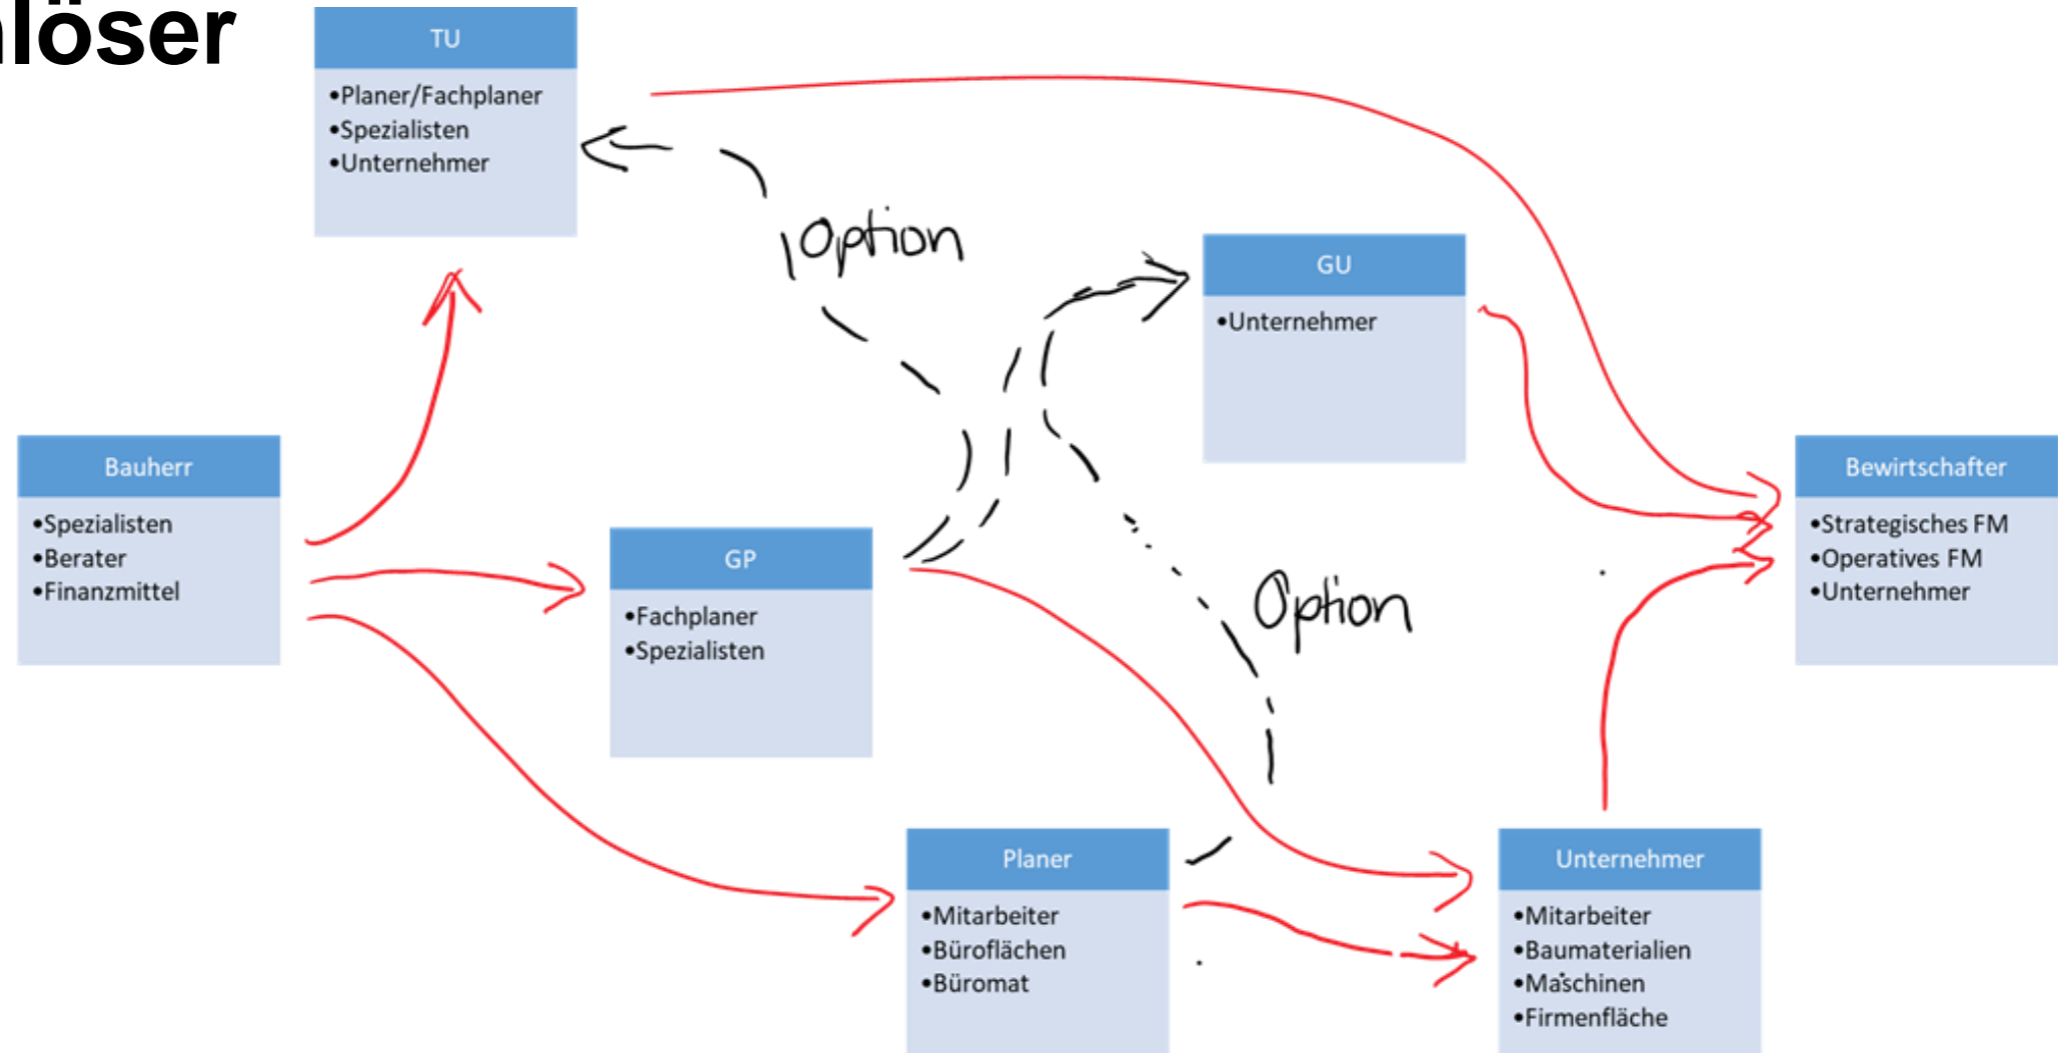 nlöser
TU
•Planer/Fachplaner
•Spezialisten
•Unternehmer
Option
GU
•Unternehmer
Bauherr
•Spezialisten
•Berater
•Finanzmittel
GP
•Fachplaner
•Spezialisten
Option
Bewirtschafter
•Strategisches FM
•Operatives FM
•Unternehmer
Planer
•Mitarbeiter
•Büroflächen
•Büromat
Unternehmer
•Mitarbeiter
•Baumaterialien
•Maschinen
•Firmenfläche